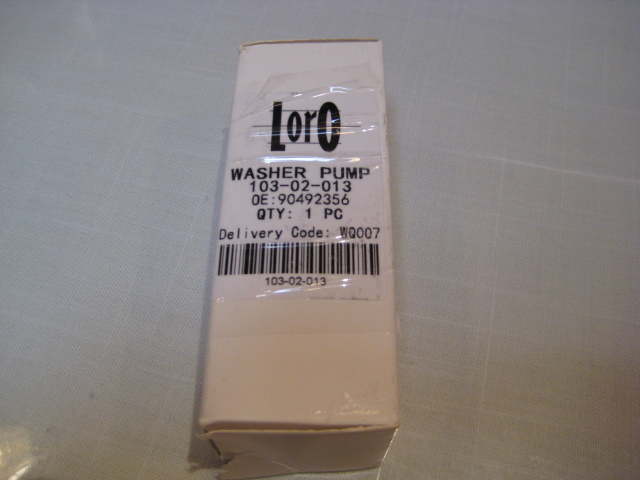 LorO
WASHER PUMP
103-02-013
OE:90492356
QTY: 1 PC
Delivery Code: WQ007
103-02-013